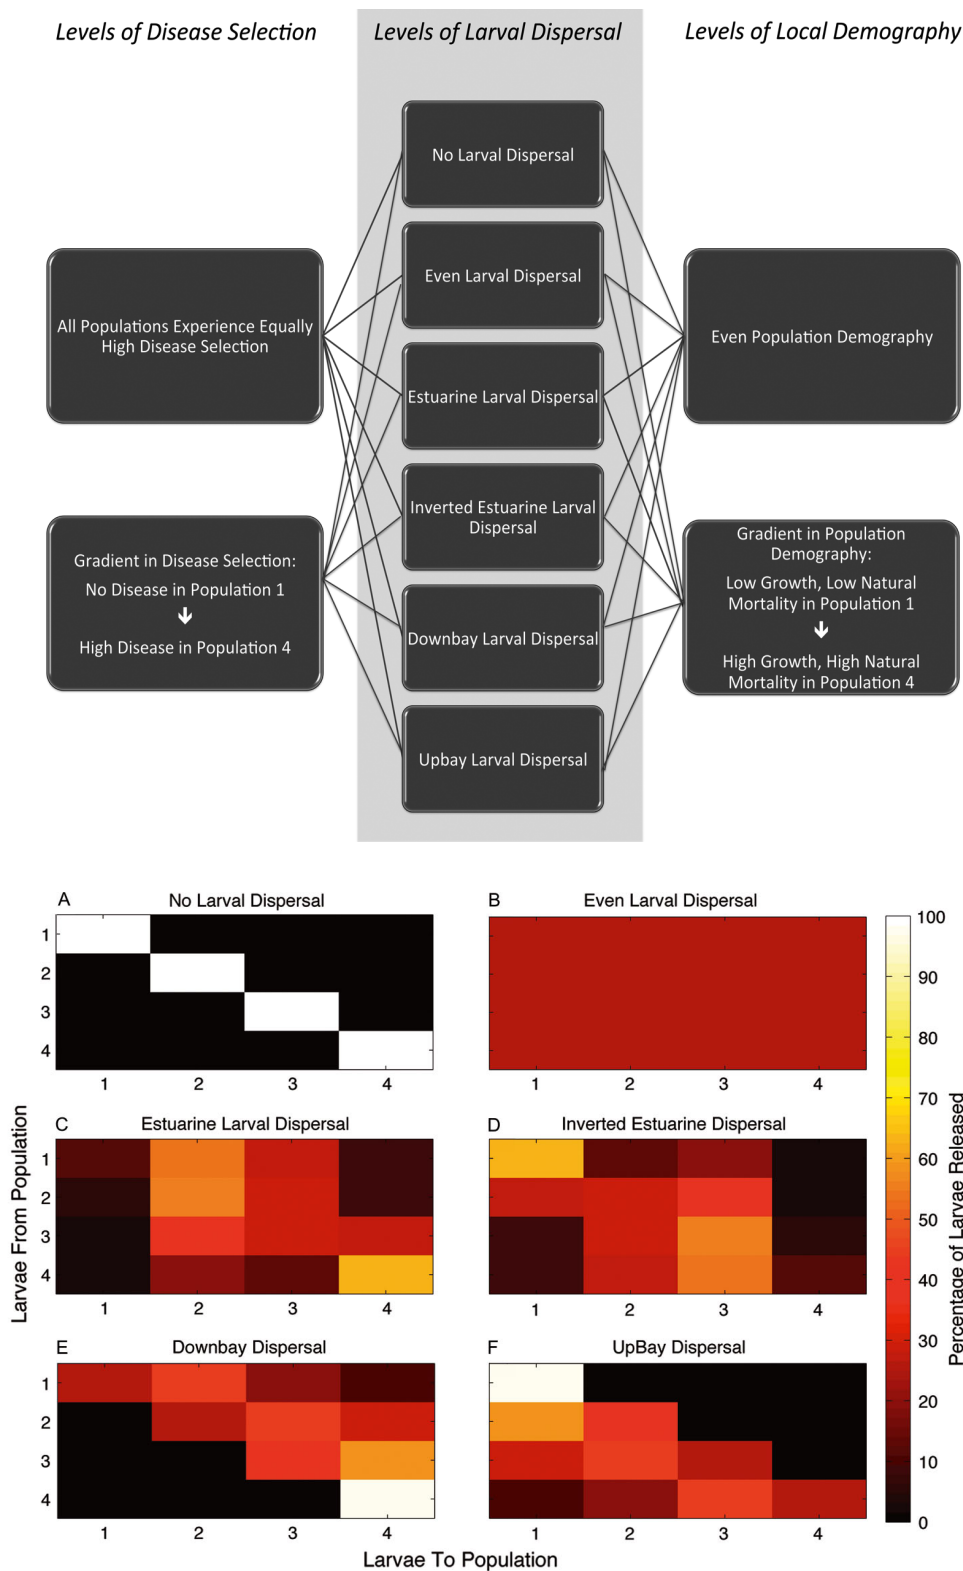 Levels of Disease Selection
Levels of Larval Dispersal
Levels of Local Demography
No Larval Dispersal
Even Larval Dispersal
Estuarine Larval Dispersal
Inverted Estuarine Larval
Dispersal
Downbay Larval Dispersal
Upbay Larval Dispersal
All Populations Experience Equally
High Disease Selection
Gradient in Disease Selection:
No Disease in Population 1
High Disease in Population 4
Even Population Demography
Gradient in Population
Demography:
Low Growth, Low Natural
Mortality in Population 1
High Growth, High Natural
Mortality in Population 4
A
No Larval Dispersal
1
2
3
4
1 2 3 4
B
Even Larval Dispersal
1 2 3 4
C
Estuarine Larval Dispersal
1
2
3
4
1 2 3 4
D
Inverted Estuarine Dispersal
1 2 3 4
E
Downbay Dispersal
1
2
3
4
1 2 3 4
F
UpBay Dispersal
1 2 3 4
Larvae From Population
Larvae To Population
100
90
80
70
60
50
40
30
20
10
0
Percentage of Larvae Released